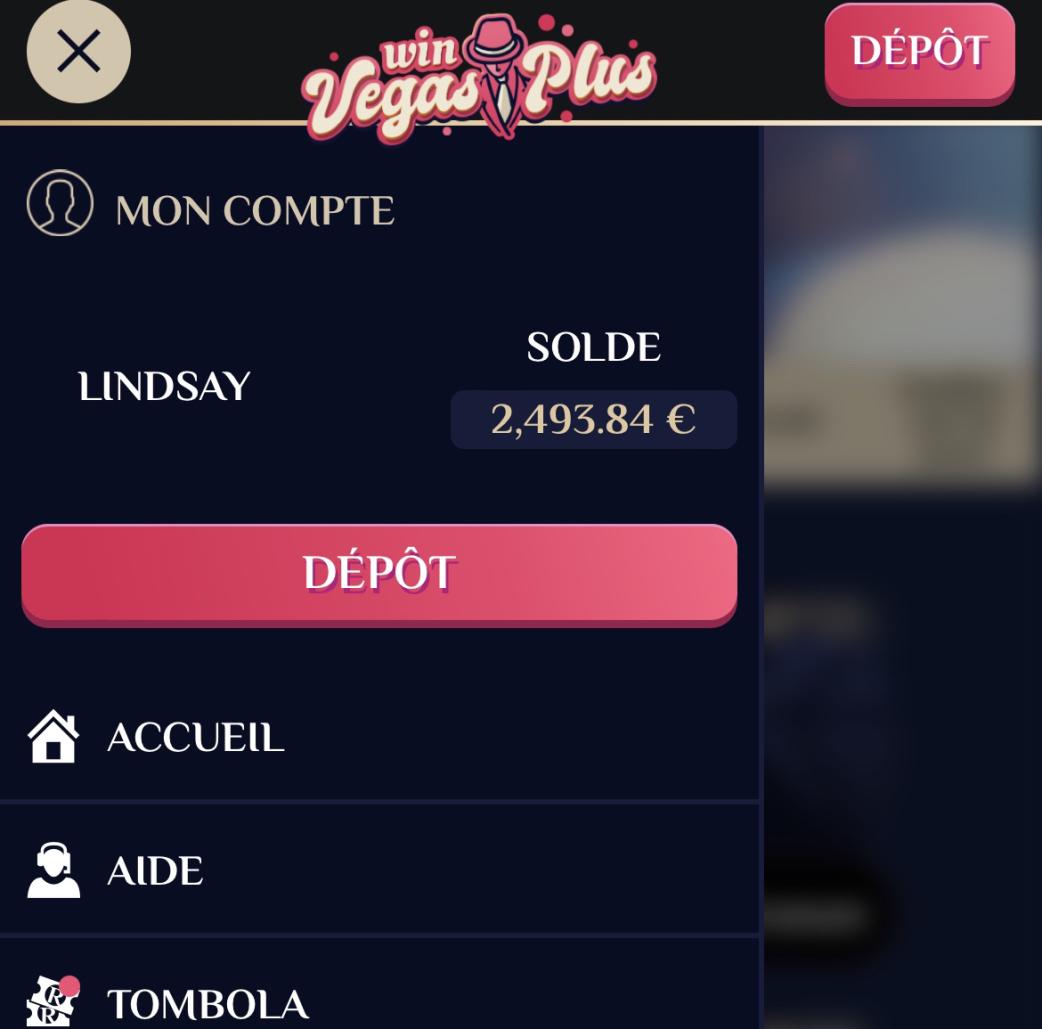 win
Vegas Plus
DÉPÔT
MON COMPTE
LINDSAY
SOLDE
2,493.84 €
DÉPÔT
ACCUEIL
AIDE
TOMBOLA